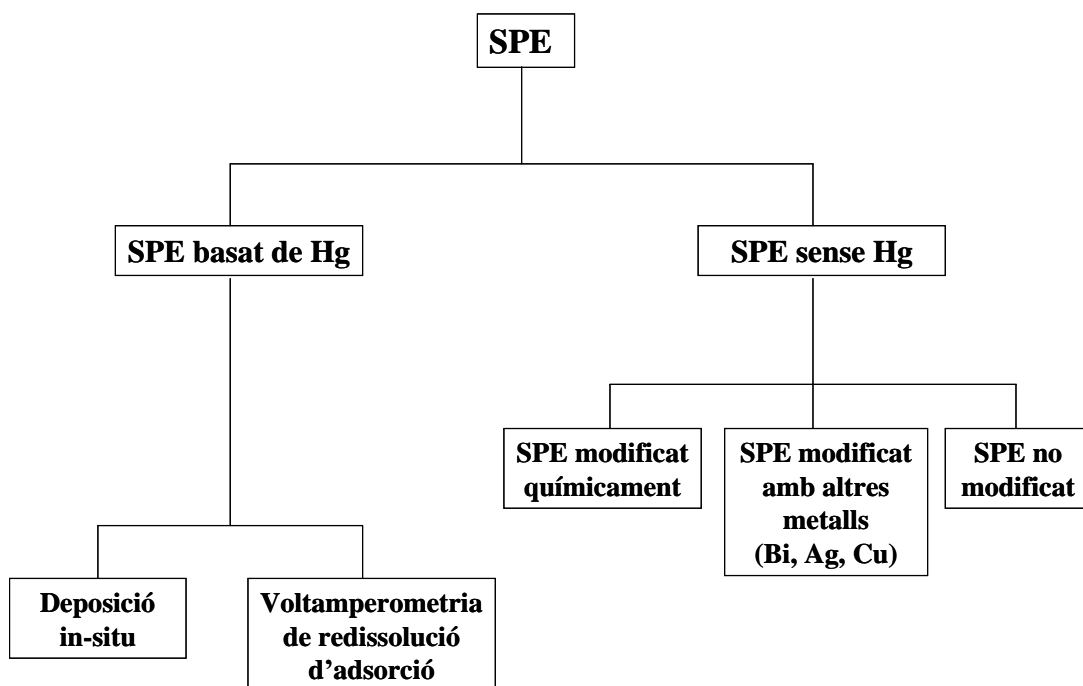 SPE
SPE basat de Hg
SPE sense Hg
SPE modificat
químicament
SPE modificat
amb altres
metalls
(Bi, Ag, Cu)
SPE no
modificat
Deposició
in-situ
Voltamperometria
de redissolució
d’adsorció